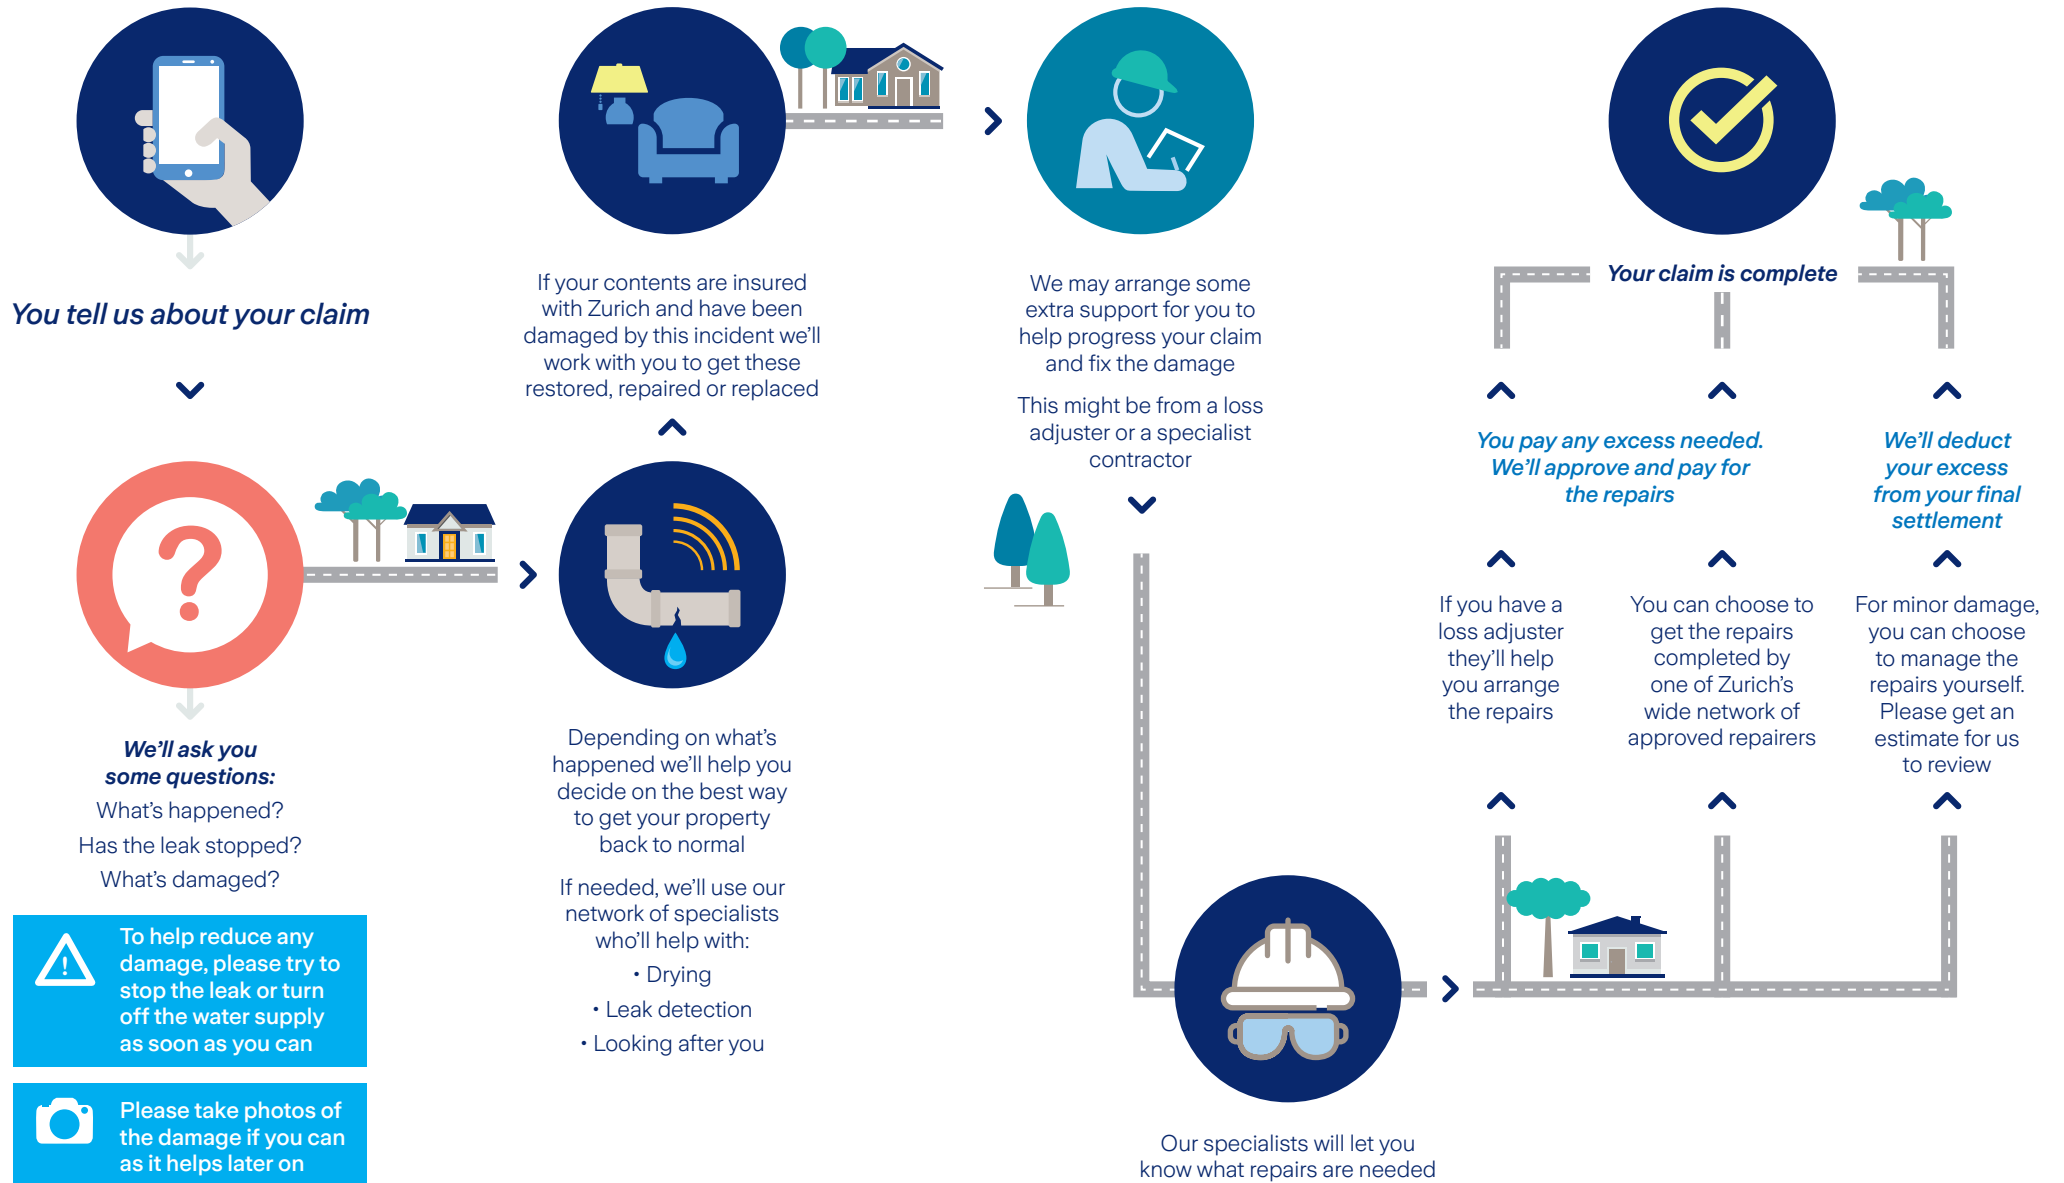 You tell us about your claim
We'll ask you
some questions:
What's happened?
Has the leak stopped?
What's damaged?
To help reduce any
damage, please try to
stop the leak or turn
off the water supply
as soon as you can
Please take photos of
the damage if you can
as it helps later on
Depending on what's
happened we'll help you
decide on the best way
to get your property
back to normal
If needed, we'll use our
network of specialists
who'll help with:
• Drying
• Leak detection
• Looking after you
If your contents are insured
with Zurich and have been
damaged by this incident we'll
work with you to get these
restored, repaired or replaced
We may arrange some
extra support for you to
help progress your claim
and fix the damage
This might be from a loss
adjuster or a specialist
contractor
Our specialists will let you
know what repairs are needed
If you have a
loss adjuster
they'll help
you arrange
the repairs
You can choose to
get the repairs
completed by
one of Zurich's
wide network of
approved repairers
For minor damage,
you can choose
to manage the
repairs yourself.
Please get an
estimate for us
to review
You pay any excess needed.
We'll approve and pay for
the repairs
We'll deduct
your excess
from your final
settlement
Your claim is complete